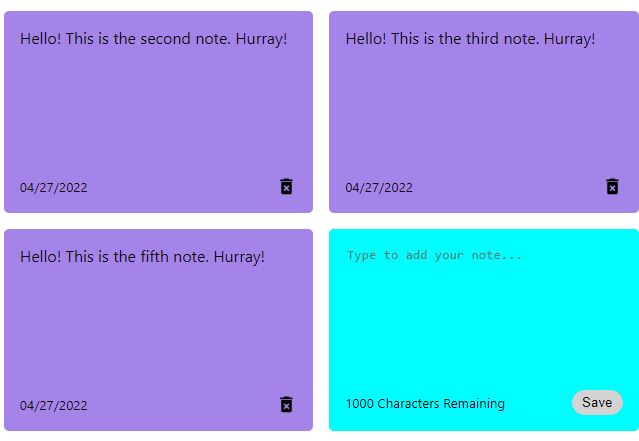 Hello! This is the second note. Hurray!
04/27/2022
Hello! This is the third note. Hurray!
04/27/2022
Hello! This is the fifth note. Hurray!
04/27/2022
Type to add your note...
1000 Characters Remaining
Save